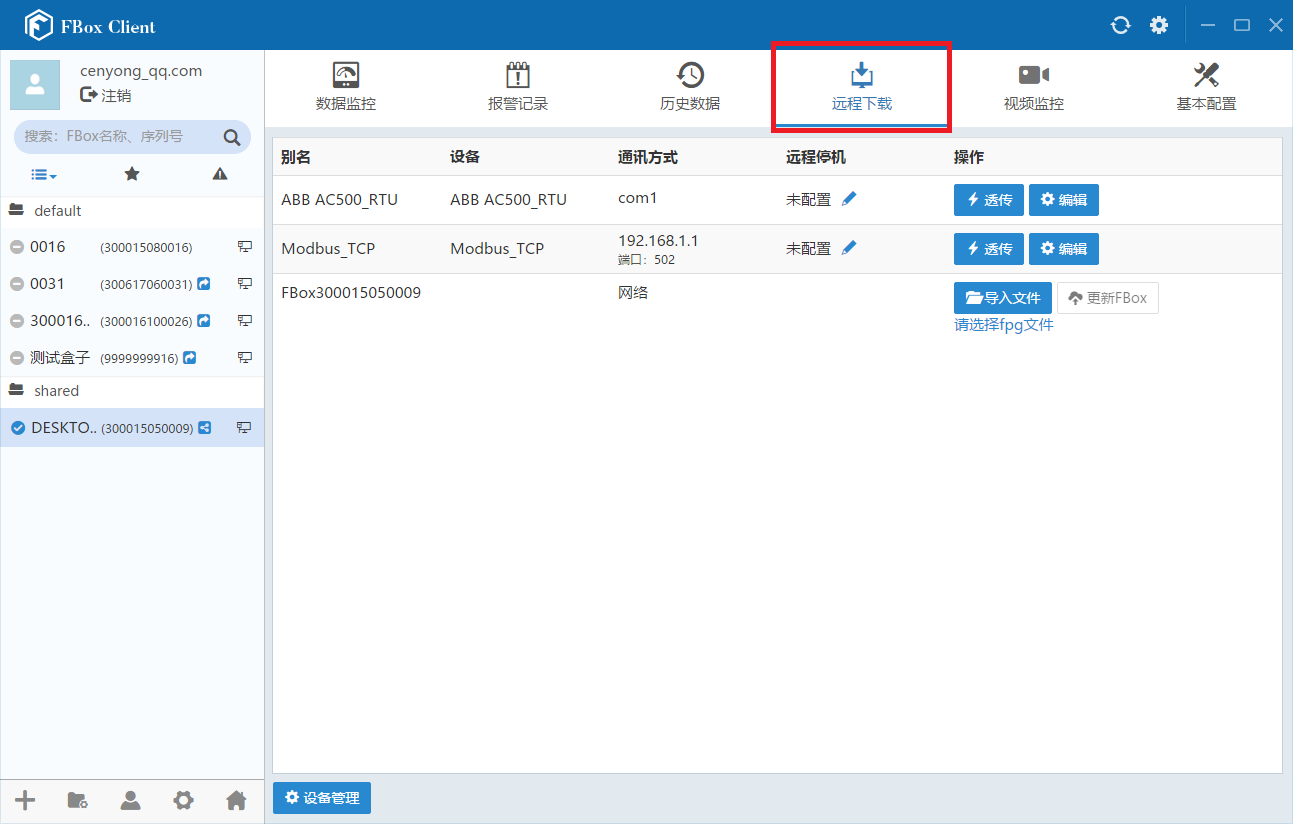 FBox Client
cenyong_qq.com
注销
搜索：FBox名称、序列号
default
0016 (300015080016)
0031 (300617060031)
300016.. (300016100026)
测试盒子 (9999999916)
shared
DESKTO.. (300015050009)
数据监控 报警记录 历史数据 远程下载 视频监控 基本配置
别名 设备 通讯方式 远程停机 操作
ABB AC500_RTU ABB AC500_RTU com1 未配置 透传 编辑
Modbus_TCP Modbus_TCP 192.168.1.1 未配置 透传 编辑
端口：502
FBox300015050009 网络 导入文件 更新FBox
请选择fpg文件
设备管理